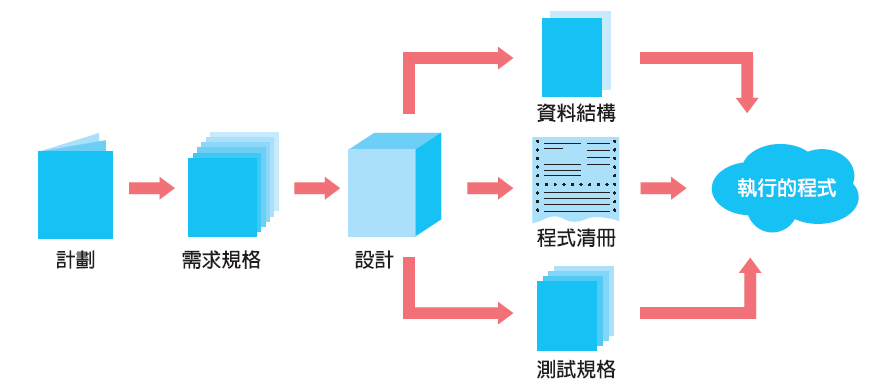 計劃
需求規格
設計
資料結構
程式清冊
測試規格
執行的程式